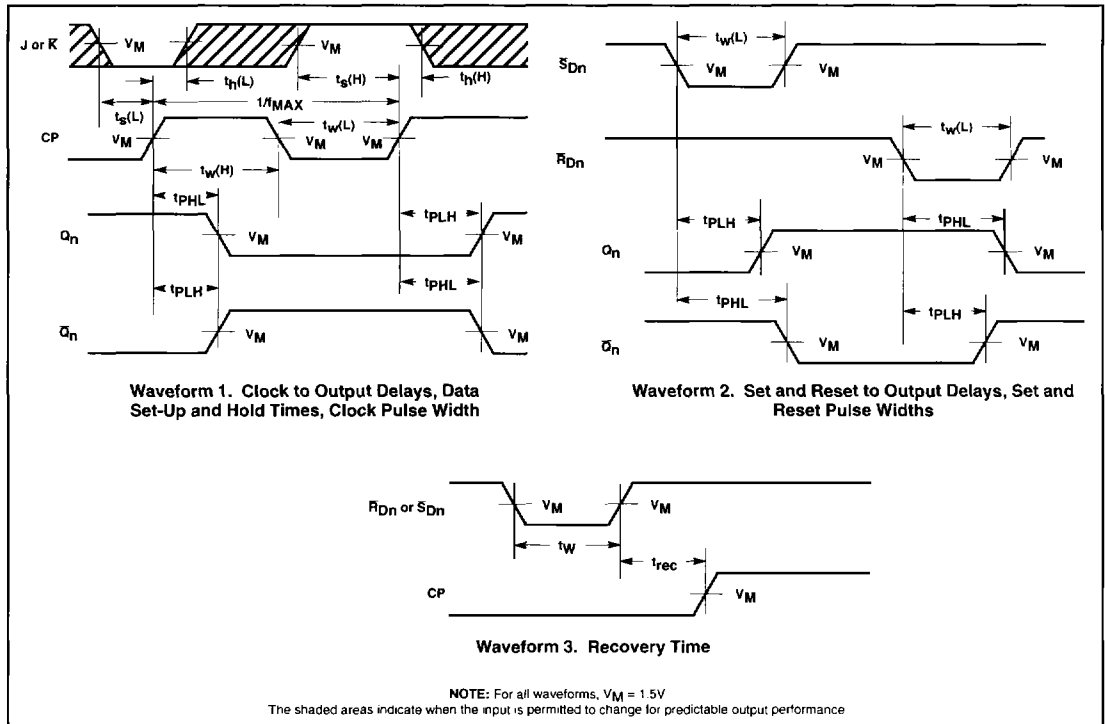 J or K̅
VM
VM
th(L)
ts(H)
th(H)
1/fMAX
ts(L)
tw(L)
CP
VM
VM
VM
tw(H)
tPHL
tPLH
Qn
VM
VM
tPLH
tPHL
Q̅n
VM
VM
Waveform 1. Clock to Output Delays, Data
Set-Up and Hold Times, Clock Pulse Width
tw(L)
S̅Dn
VM
VM
tw(L)
R̅Dn
VM
VM
tPLH
tPHL
Qn
VM
VM
tPHL
tPLH
Q̅n
VM
VM
Waveform 2. Set and Reset to Output Delays, Set and
Reset Pulse Widths
R̅Dn or S̅Dn
VM
VM
tW
trec
CP
VM
Waveform 3. Recovery Time
NOTE: For all waveforms, VM = 1.5V
The shaded areas indicate when the input is permitted to change for predictable output performance